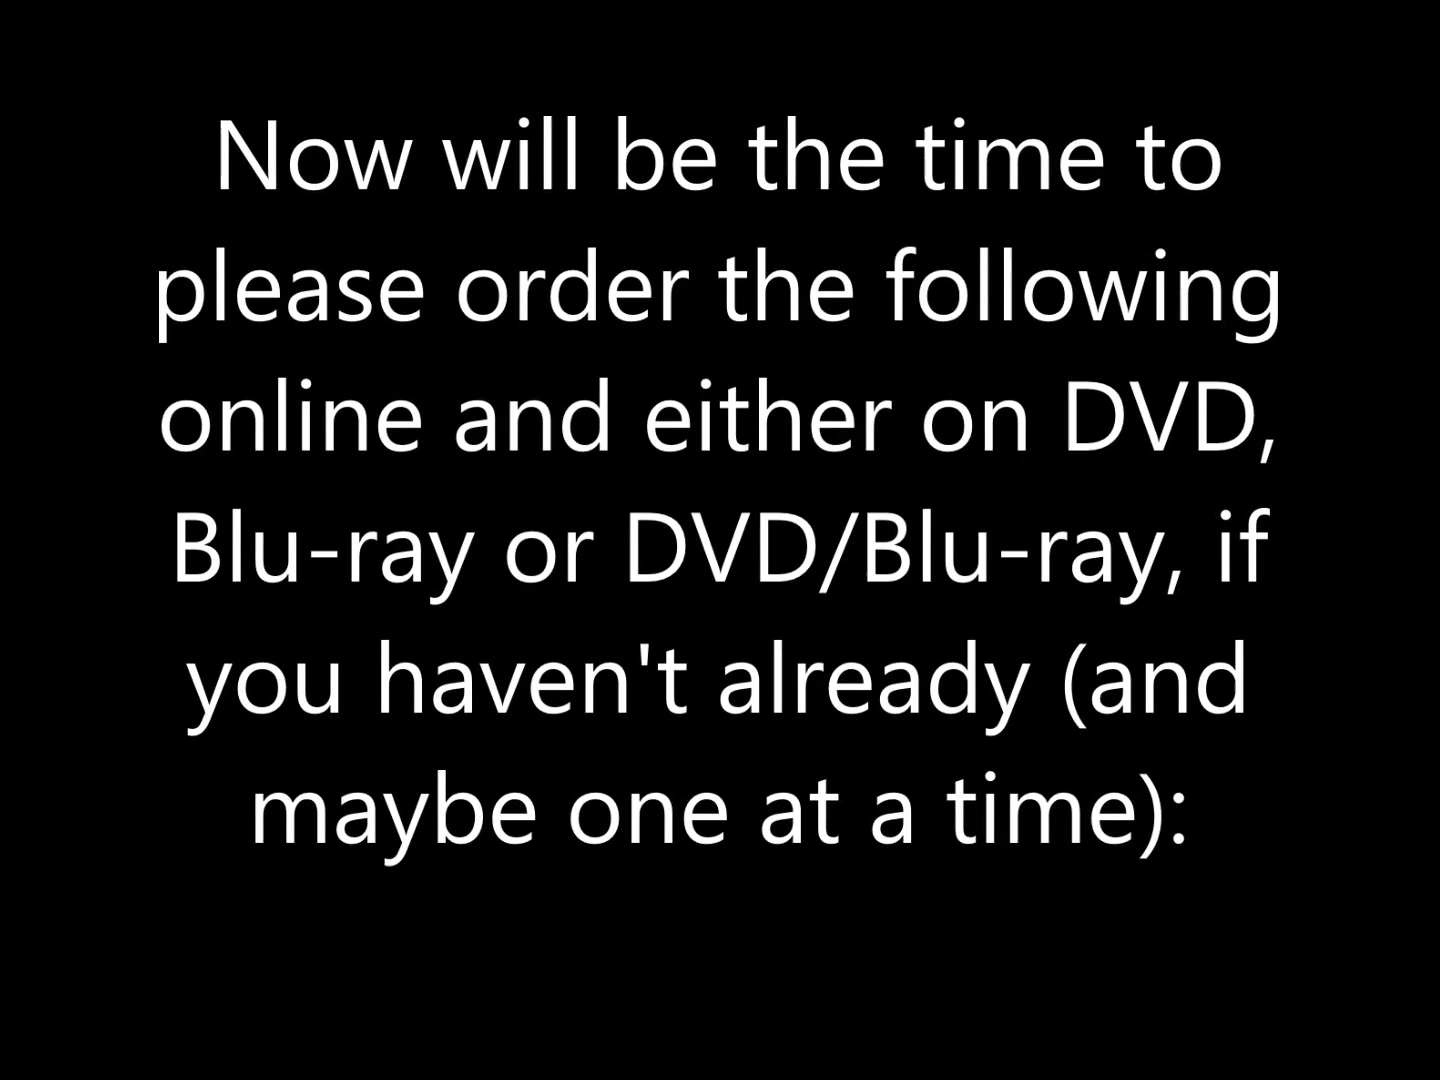 Now will be the time to
please order the following
online and either on DVD,
Blu-ray or DVD/Blu-ray, if
you haven't already (and
maybe one at a time):